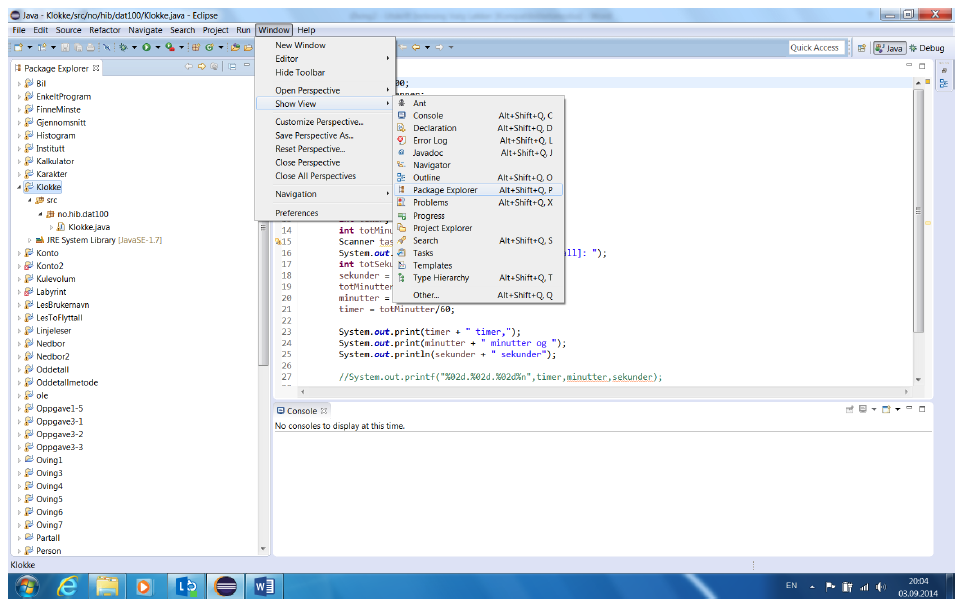 Java - Klokke/src/no/hib/dat100/Klokke.java - Eclipse
File Edit Source Refactor Navigate Search Project Run Window Help
Quick Access Java Debug
Package Explorer
Bil
EnkeltProgram
FinneMinste
Gjennomsnitt
Histogram
Institutt
Kalkulator
Karakter
Klokke
src
no.hib.dat100
Klokke.java
JRE System Library [JavaSE-1.7]
Konto
Konto2
Kulevolum
Labyrint
LesBrukernavn
LesToFlyttall
Linjeleser
Nedbor
Nedbor2
Oddetall
Oddetallmetode
ole
Oppgave1-5
Oppgave3-1
Oppgave3-2
Oppgave3-3
Oving1
Oving3
Oving4
Oving5
Oving6
Oving7
Partall
Person
New Window
Editor
Hide Toolbar
Open Perspective
Show View
Customize Perspective...
Save Perspective As...
Reset Perspective...
Close Perspective
Close All Perspectives
Navigation
Preferences
Ant
Console Alt+Shift+Q, C
Declaration Alt+Shift+Q, D
Error Log Alt+Shift+Q, L
Javadoc Alt+Shift+Q, J
Navigator
Outline Alt+Shift+Q, O
Package Explorer Alt+Shift+Q, P
Problems Alt+Shift+Q, X
Progress
Project Explorer
Search Alt+Shift+Q, S
Tasks
Templates
Type Hierarchy Alt+Shift+Q, T
Other... Alt+Shift+Q, Q
00;
14 int totMinu
15 Scanner tas
16 System.out. all]: ");
17 int totSeku
18 sekunder =
19 totMinutter
20 minutter =
21 timer = totMinutter/60;
22
23 System.out.print(timer + " timer,");
24 System.out.print(minutter + " minutter og ");
25 System.out.println(sekunder + " sekunder");
26
27 //System.out.printf("%02d.%02d.%02d%n",timer,minutter,sekunder);
Console
No consoles to display at this time.
Klokke
EN
20:04
03.09.2014